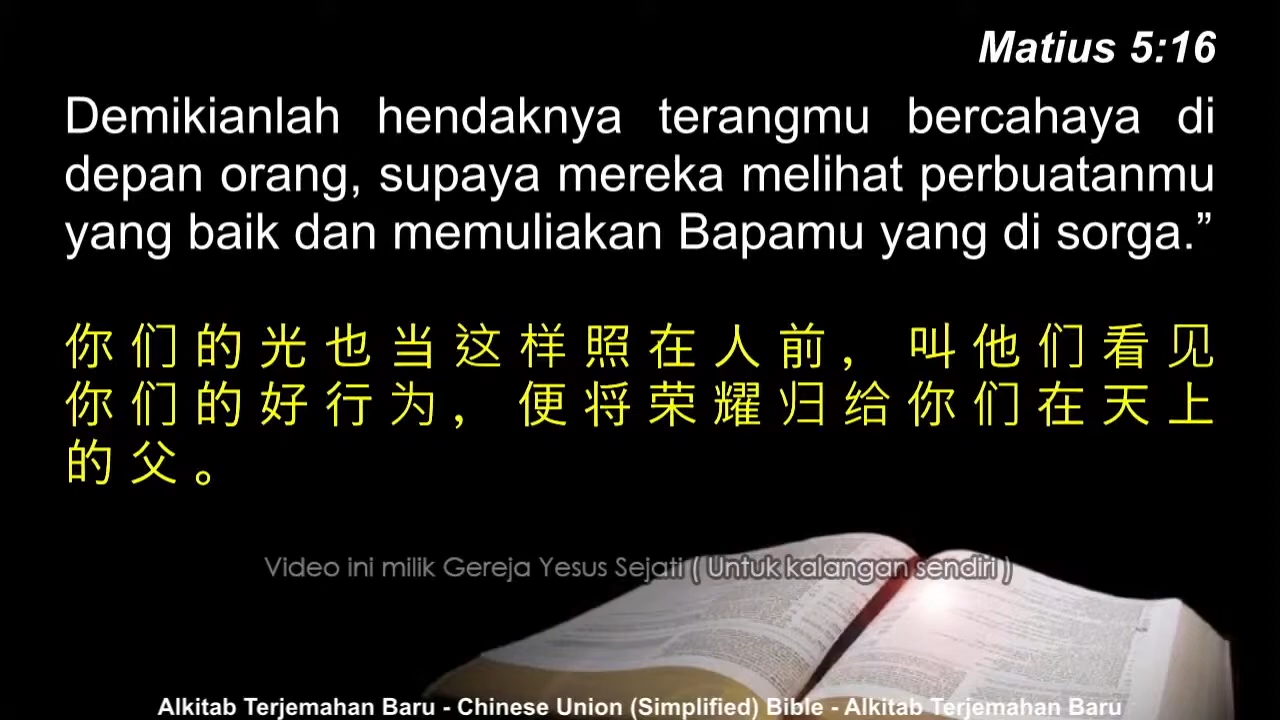 Matius 5:16
Demikianlah hendaknya terangmu bercahaya di
depan orang, supaya mereka melihat perbuatanmu
yang baik dan memuliakan Bapamu yang di sorga.”
你们的光也当这样照在人前，叫他们看见
你们的好行为，便将荣耀归给你们在天上
的父。
Video ini milik Gereja Yesus Sejati ( Untuk kalangan sendiri )
Alkitab Terjemahan Baru - Chinese Union (Simplified) Bible - Alkitab Terjemahan Baru